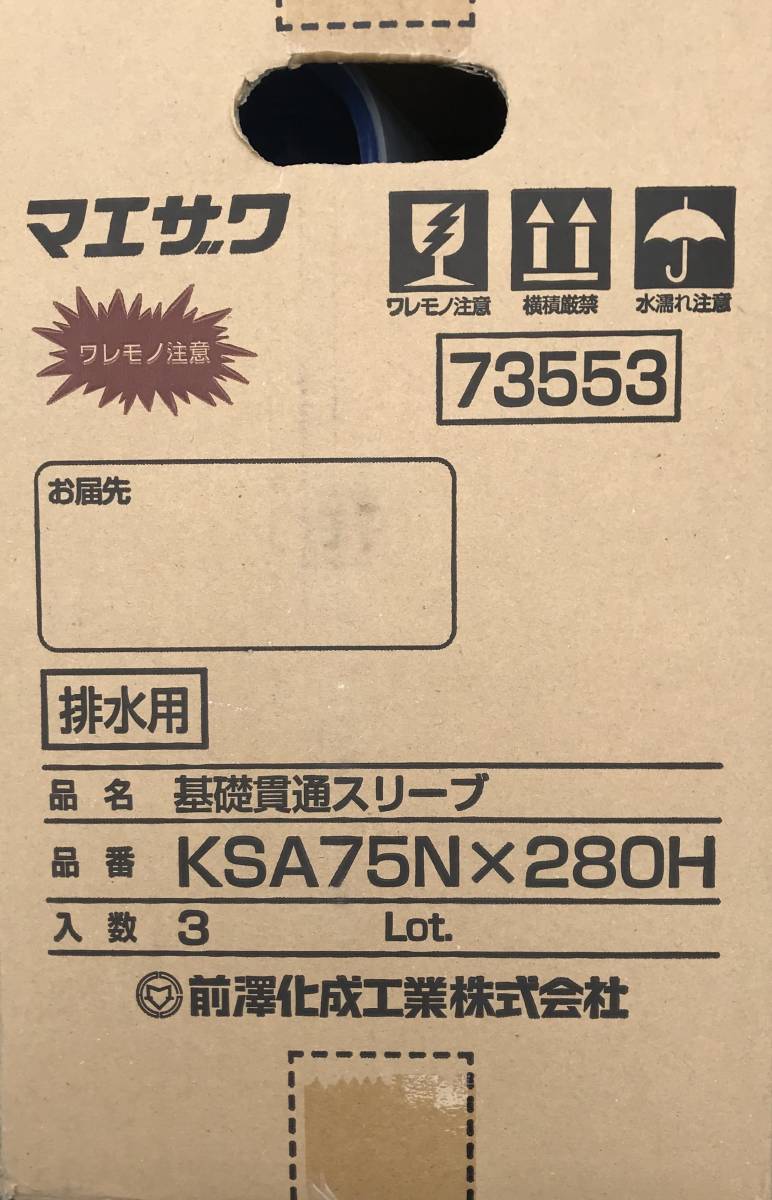 マエザワ
ワレモノ注意
横積厳禁
水濡れ注意
ワレモノ注意
73553
お届先
排水用
品名 基礎貫通スリーブ
品番 KSA75N×280H
入数 3 Lot.
前澤化成工業株式会社